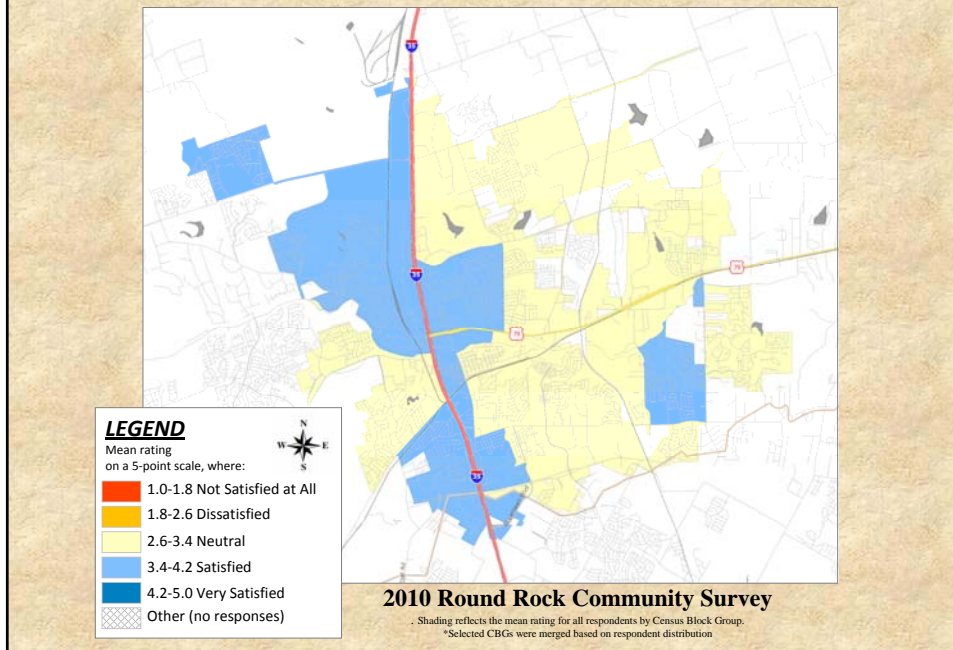 35
35
79
79
35
LEGEND
N
W E
S
Mean rating
on a 5-point scale, where:
1.0-1.8 Not Satisfied at All
1.8-2.6 Dissatisfied
2.6-3.4 Neutral
3.4-4.2 Satisfied
4.2-5.0 Very Satisfied
Other (no responses)
2010 Round Rock Community Survey
. Shading reflects the mean rating for all respondents by Census Block Group.
*Selected CBGs were merged based on respondent distribution